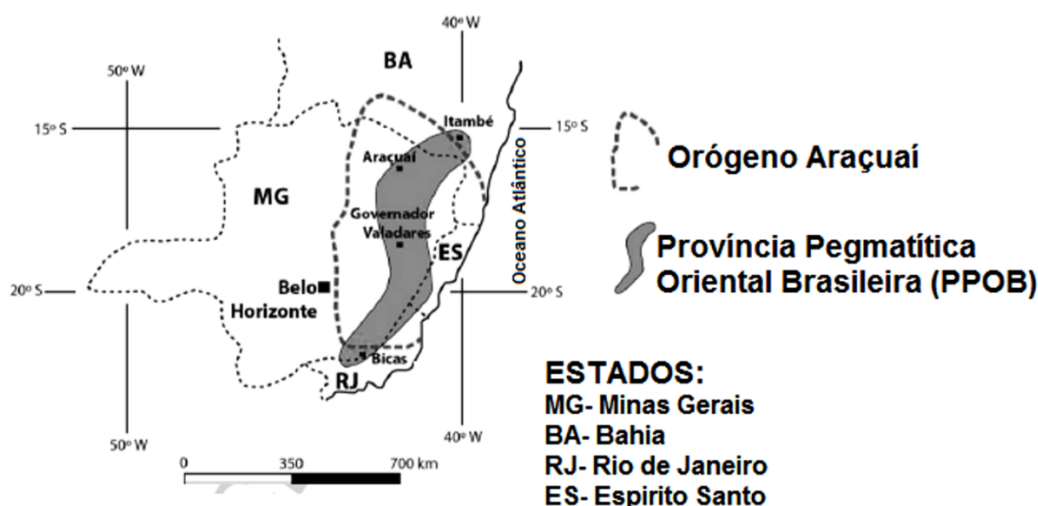 40º W
BA
50º W
Itambé
15º S
15º S
Araçuaí
Orógeno Araçuaí
MG
Oceano Atlântico
Governador
Valadares
ES
Província Pegmatítica
Oriental Brasileira (PPOB)
Belo
20º S
20º S
Horizonte
Bicas
RJ
ESTADOS:
MG- Minas Gerais
BA- Bahia
RJ- Rio de Janeiro
ES- Espirito Santo
50º W
40º W
0
350
700 km